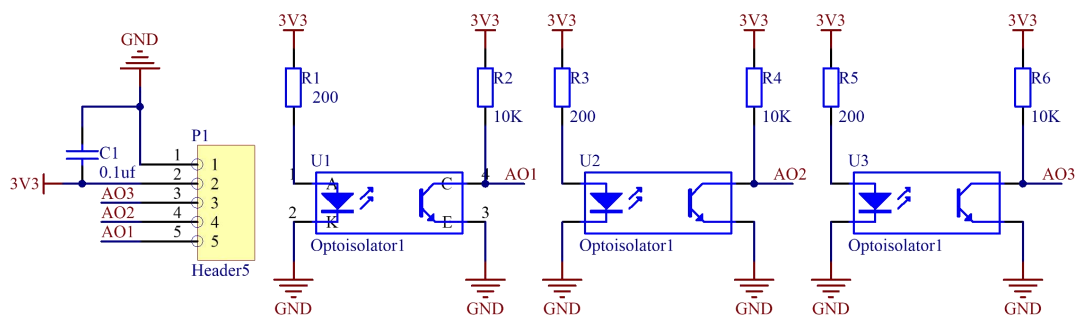 GND
C1
0.1uf
3V3
P1
1 1
2 2
AO3 3 3
AO2 4 4
AO1 5 5
Header5
3V3
R1
200
3V3
R2
10K
U1
1 A C 4 AO1
2 K E 3
Optoisolator1
GND
GND
3V3
R3
200
3V3
R4
10K
U2
AO2
Optoisolator1
GND
GND
3V3
R5
200
3V3
R6
10K
U3
AO3
Optoisolator1
GND
GND